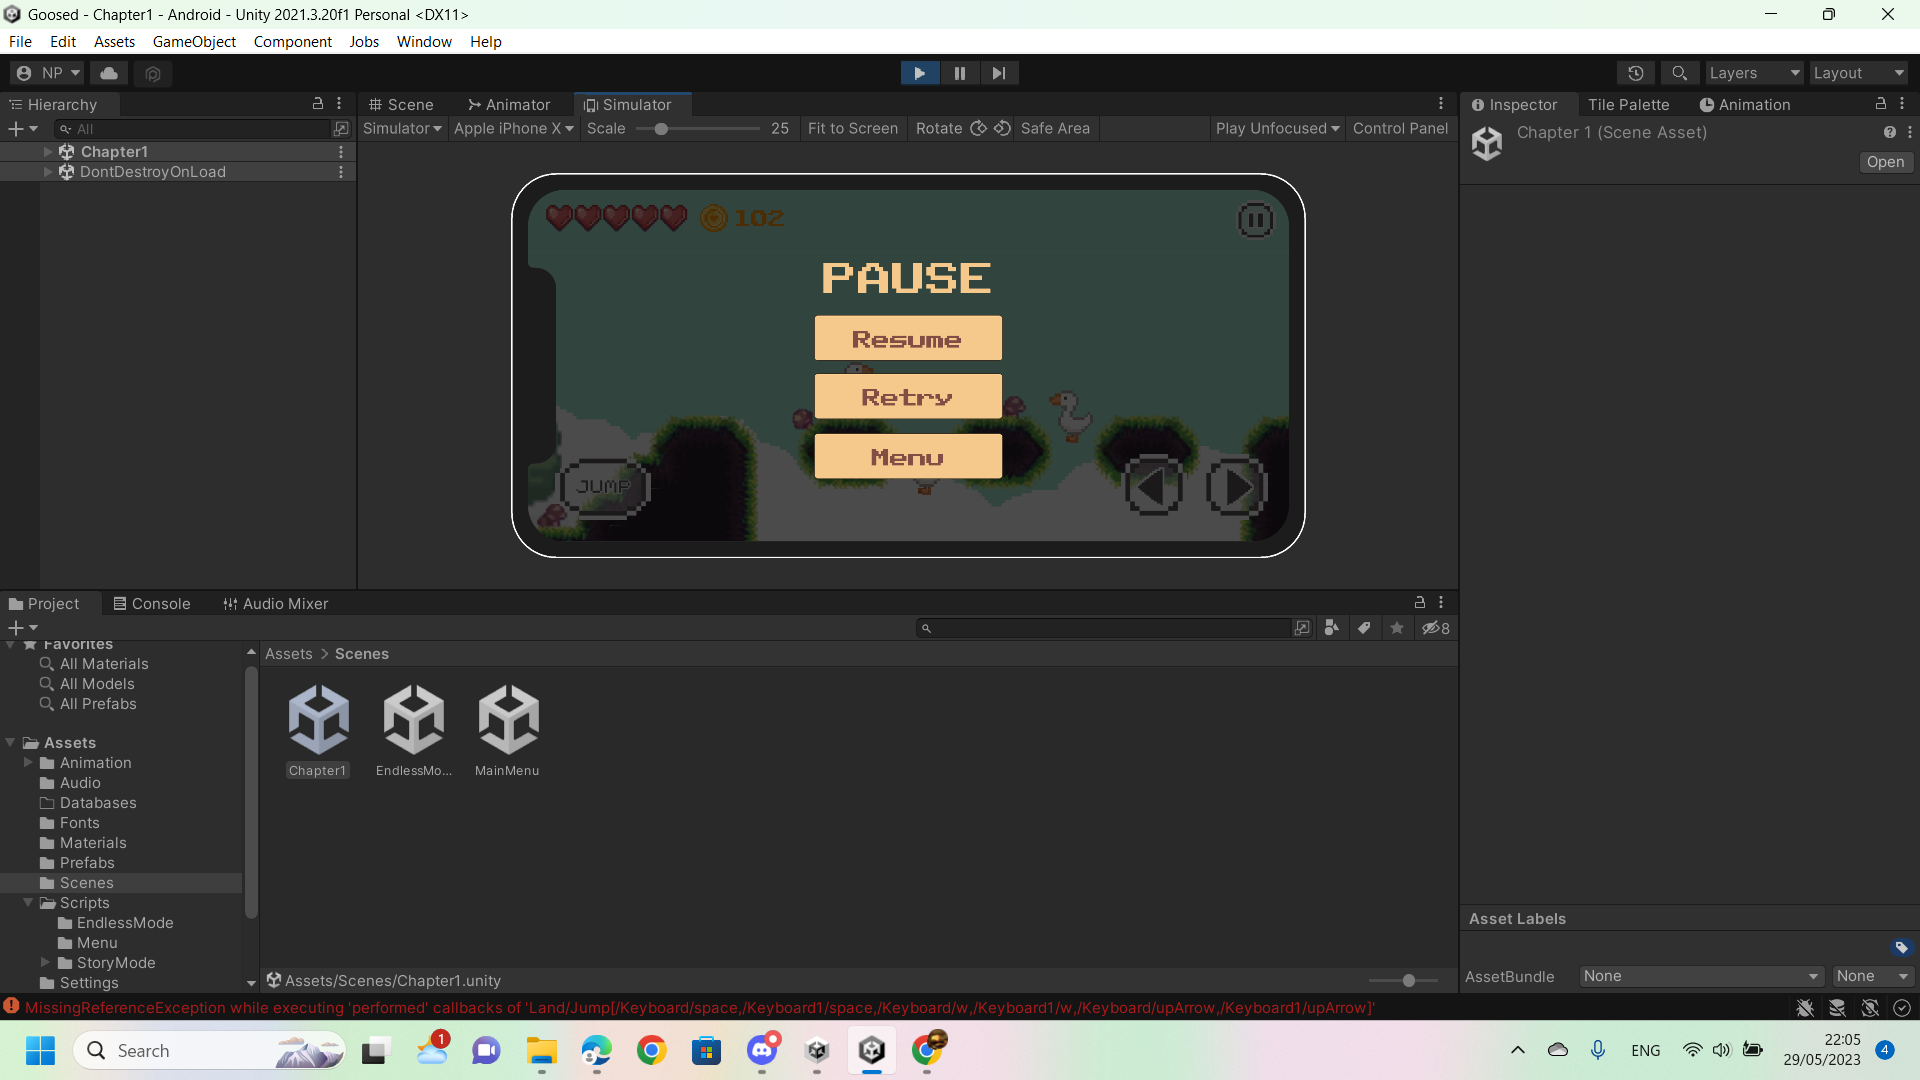 Goosed - Chapter1 - Android - Unity 2021.3.20f1 Personal <DX11>
File Edit Assets GameObject Component Jobs Window Help
NP
Layers Layout
Hierarchy
Scene Animator Simulator
Inspector Tile Palette Animation
All
Simulator Apple iPhone X Scale 25 Fit to Screen Rotate Safe Area Play Unfocused Control Panel
Chapter 1 (Scene Asset)
Open
Chapter1
DontDestroyOnLoad
102
PAUSE
Resume
Retry
Menu
JUMP
Project Console Audio Mixer
8
Favorites
All Materials
All Models
All Prefabs
Assets
Animation
Audio
Databases
Fonts
Materials
Prefabs
Scenes
Scripts
EndlessMode
Menu
StoryMode
Settings
Assets > Scenes
Chapter1 EndlessMo... MainMenu
Assets/Scenes/Chapter1.unity
Asset Labels
AssetBundle None None
MissingReferenceException while executing 'performed' callbacks of 'Land/Jump[/Keyboard/space,/Keyboard1/space,/Keyboard/w,/Keyboard1/w,/Keyboard/upArrow,/Keyboard1/upArrow]'
Search
1
ENG
22:05
29/05/2023
4